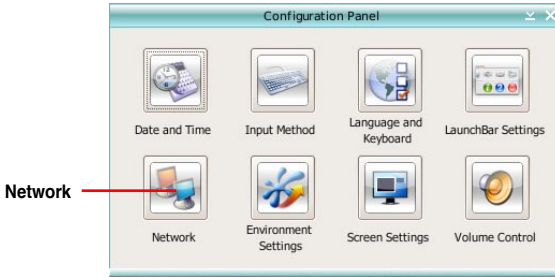 Configuration Panel
Date and Time
Input Method
Language and
Keyboard
LaunchBar Settings
Network
Network
Environment
Settings
Screen Settings
Volume Control